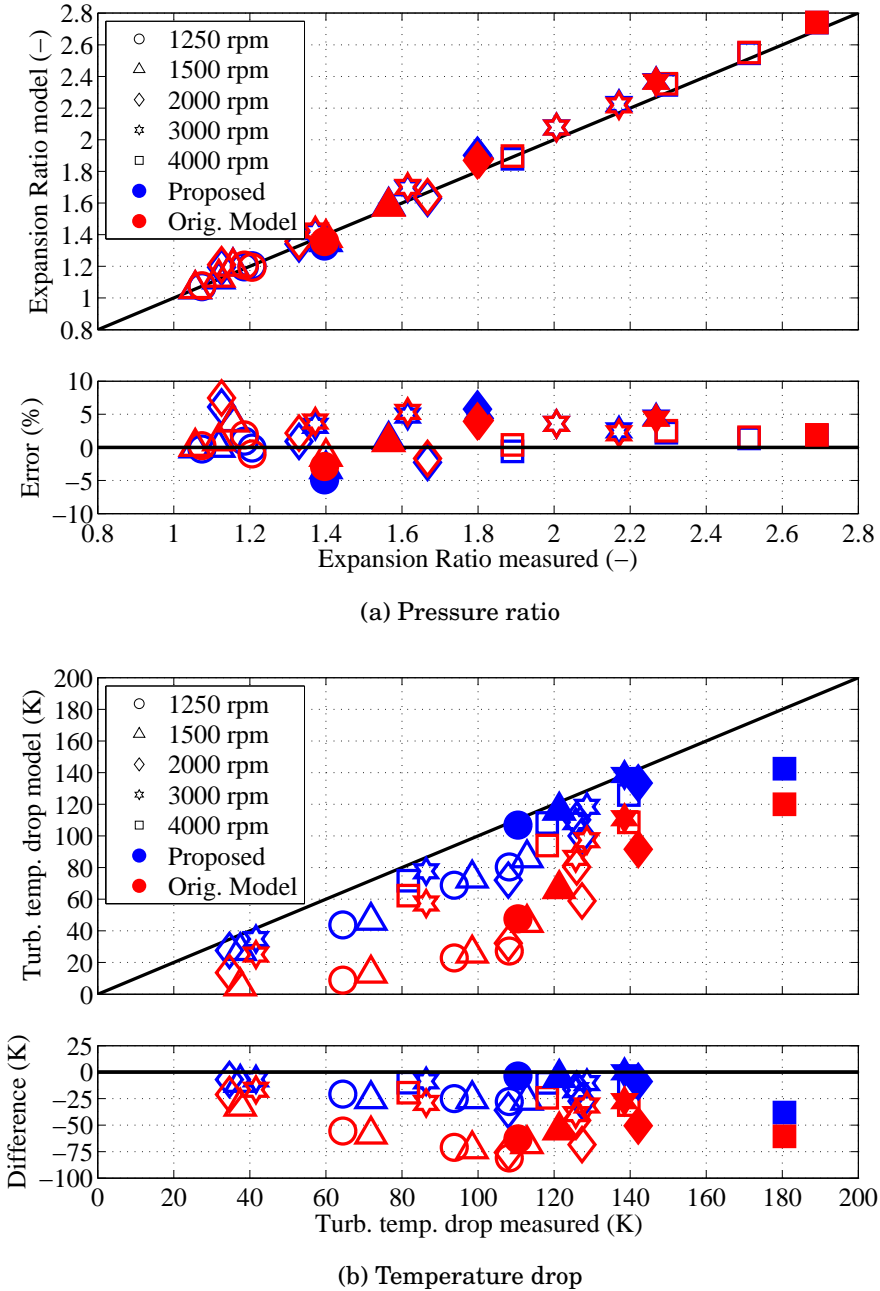 Expansion Ratio model (−)
2.8
2.6
2.4
2.2
2
1.8
1.6
1.4
1.2
1
0.8
1250 rpm
1500 rpm
2000 rpm
3000 rpm
4000 rpm
Proposed
Orig. Model
Error (%)
10
5
0
−5
−10
0.8 1 1.2 1.4 1.6 1.8 2 2.2 2.4 2.6 2.8
Expansion Ratio measured (−)
(a) Pressure ratio
Turb. temp. drop model (K)
200
180
160
140
120
100
80
60
40
20
0
1250 rpm
1500 rpm
2000 rpm
3000 rpm
4000 rpm
Proposed
Orig. Model
Difference (K)
25
0
−25
−50
−75
−100
0 20 40 60 80 100 120 140 160 180 200
Turb. temp. drop measured (K)
(b) Temperature drop